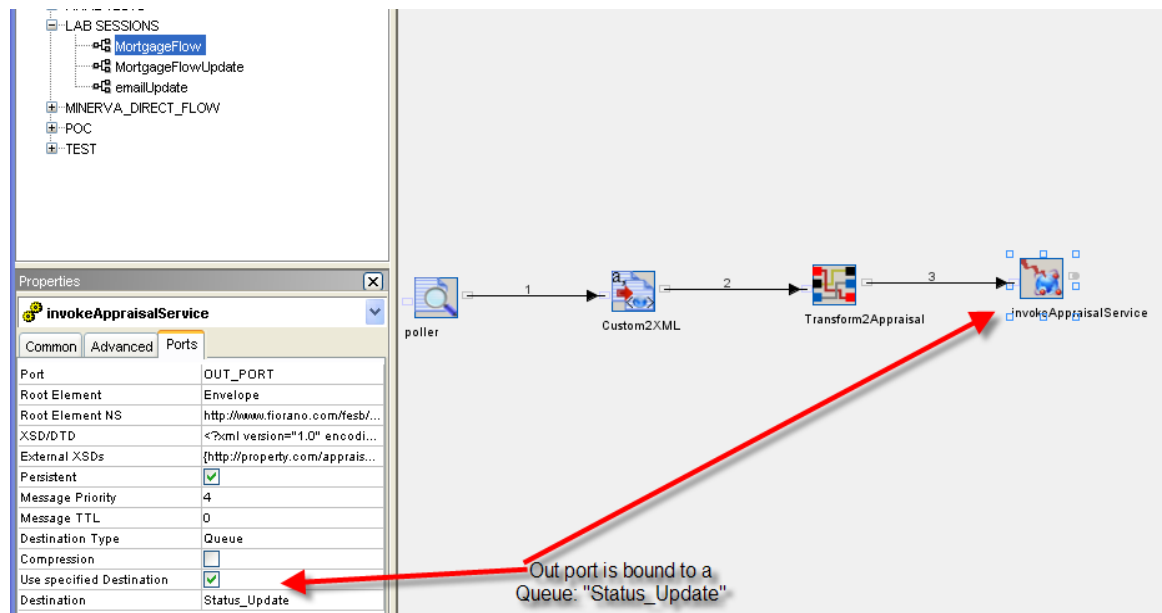 LAB SESSIONS
MortgageFlow
MortgageFlowUpdate
emailUpdate
MINERVA_DIRECT_FLOW
POC
TEST
Properties
invokeAppraisalService
Common Advanced Ports
Port OUT_PORT
Root Element Envelope
Root Element NS http://www.fiorano.com/fesb/...
XSD/DTD <?xml version="1.0" encodi...
External XSDs {http://property.com/apprais...
Persistent
Message Priority 4
Message TTL 0
Destination Type Queue
Compression
Use specified Destination
Destination Status_Update
1
2
3
poller
Custom2XML
Transform2Appraisal
invokeAppraisalService
Out port is bound to a
Queue: "Status_Update"